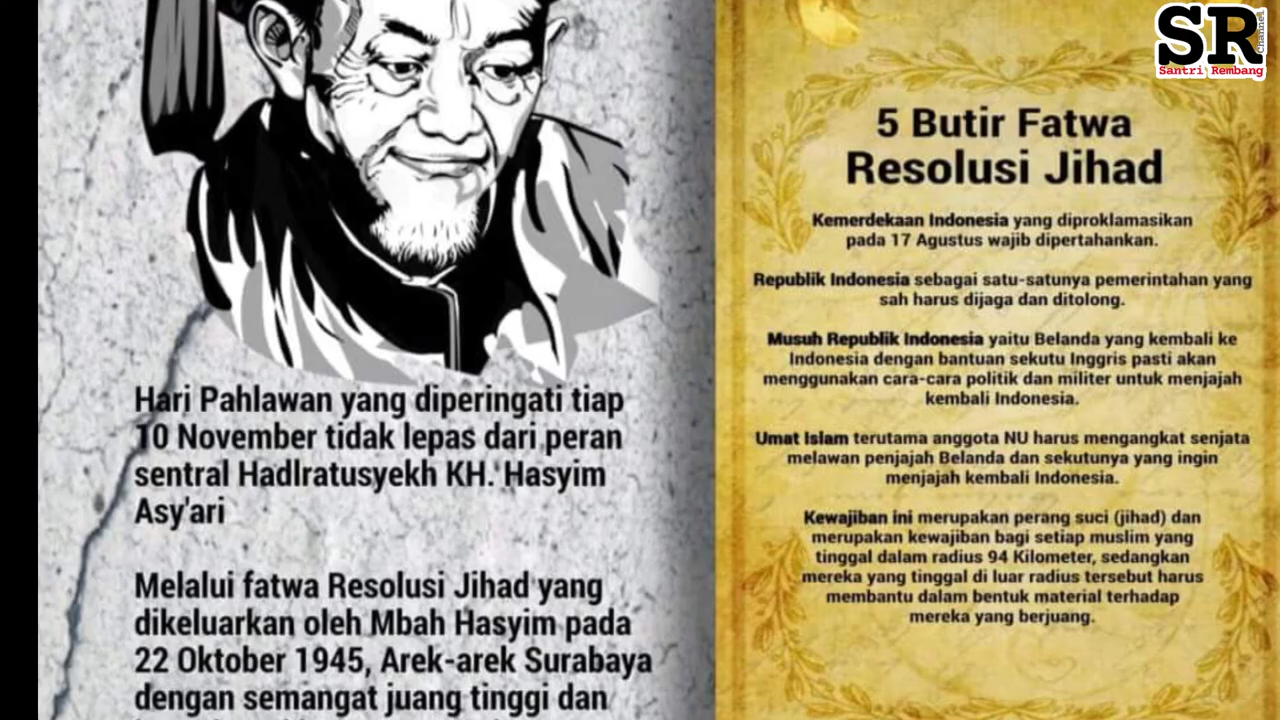 Hari Pahlawan yang diperingati tiap
10 November tidak lepas dari peran
sentral Hadlratusyekh KH. Hasyim
Asy'ari
Melalui fatwa Resolusi Jihad yang
dikeluarkan oleh Mbah Hasyim pada
22 Oktober 1945, Arek-arek Surabaya
dengan semangat juang tinggi dan
SR
Channel
Santri Rembang
5 Butir Fatwa
Resolusi Jihad
Kemerdekaan Indonesia yang diproklamasikan
pada 17 Agustus wajib dipertahankan.
Republik Indonesia sebagai satu-satunya pemerintahan yang
sah harus dijaga dan ditolong.
Musuh Republik Indonesia yaitu Belanda yang kembali ke
Indonesia dengan bantuan sekutu Inggris pasti akan
menggunakan cara-cara politik dan militer untuk menjajah
kembali Indonesia.
Umat Islam terutama anggota NU harus mengangkat senjata
melawan penjajah Belanda dan sekutunya yang ingin
menjajah kembali Indonesia.
Kewajiban ini merupakan perang suci (jihad) dan
merupakan kewajiban bagi setiap muslim yang
tinggal dalam radius 94 Kilometer, sedangkan
mereka yang tinggal di luar radius tersebut harus
membantu dalam bentuk material terhadap
mereka yang berjuang.